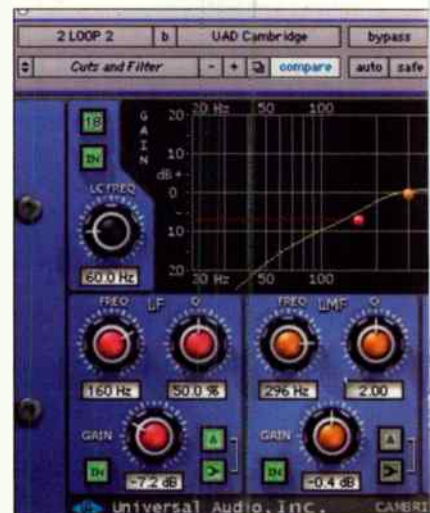 2 LOOP 2 b UAD Cambridge bypass
Cuts and Filter - + compare auto safe
18
IN
LC FREQ
60.0 Hz
GAIN
dB
20 Hz 50 100
20
10
0
10
20
20 Hz 50 100
FREQ LF Q
160 Hz 50.0 %
GAIN
IN
-7.2 dB
A
FREQ LMF Q
296 Hz 2.00
GAIN
IN
-0.4 dB
A
Universal Audio, Inc. CAMBRI